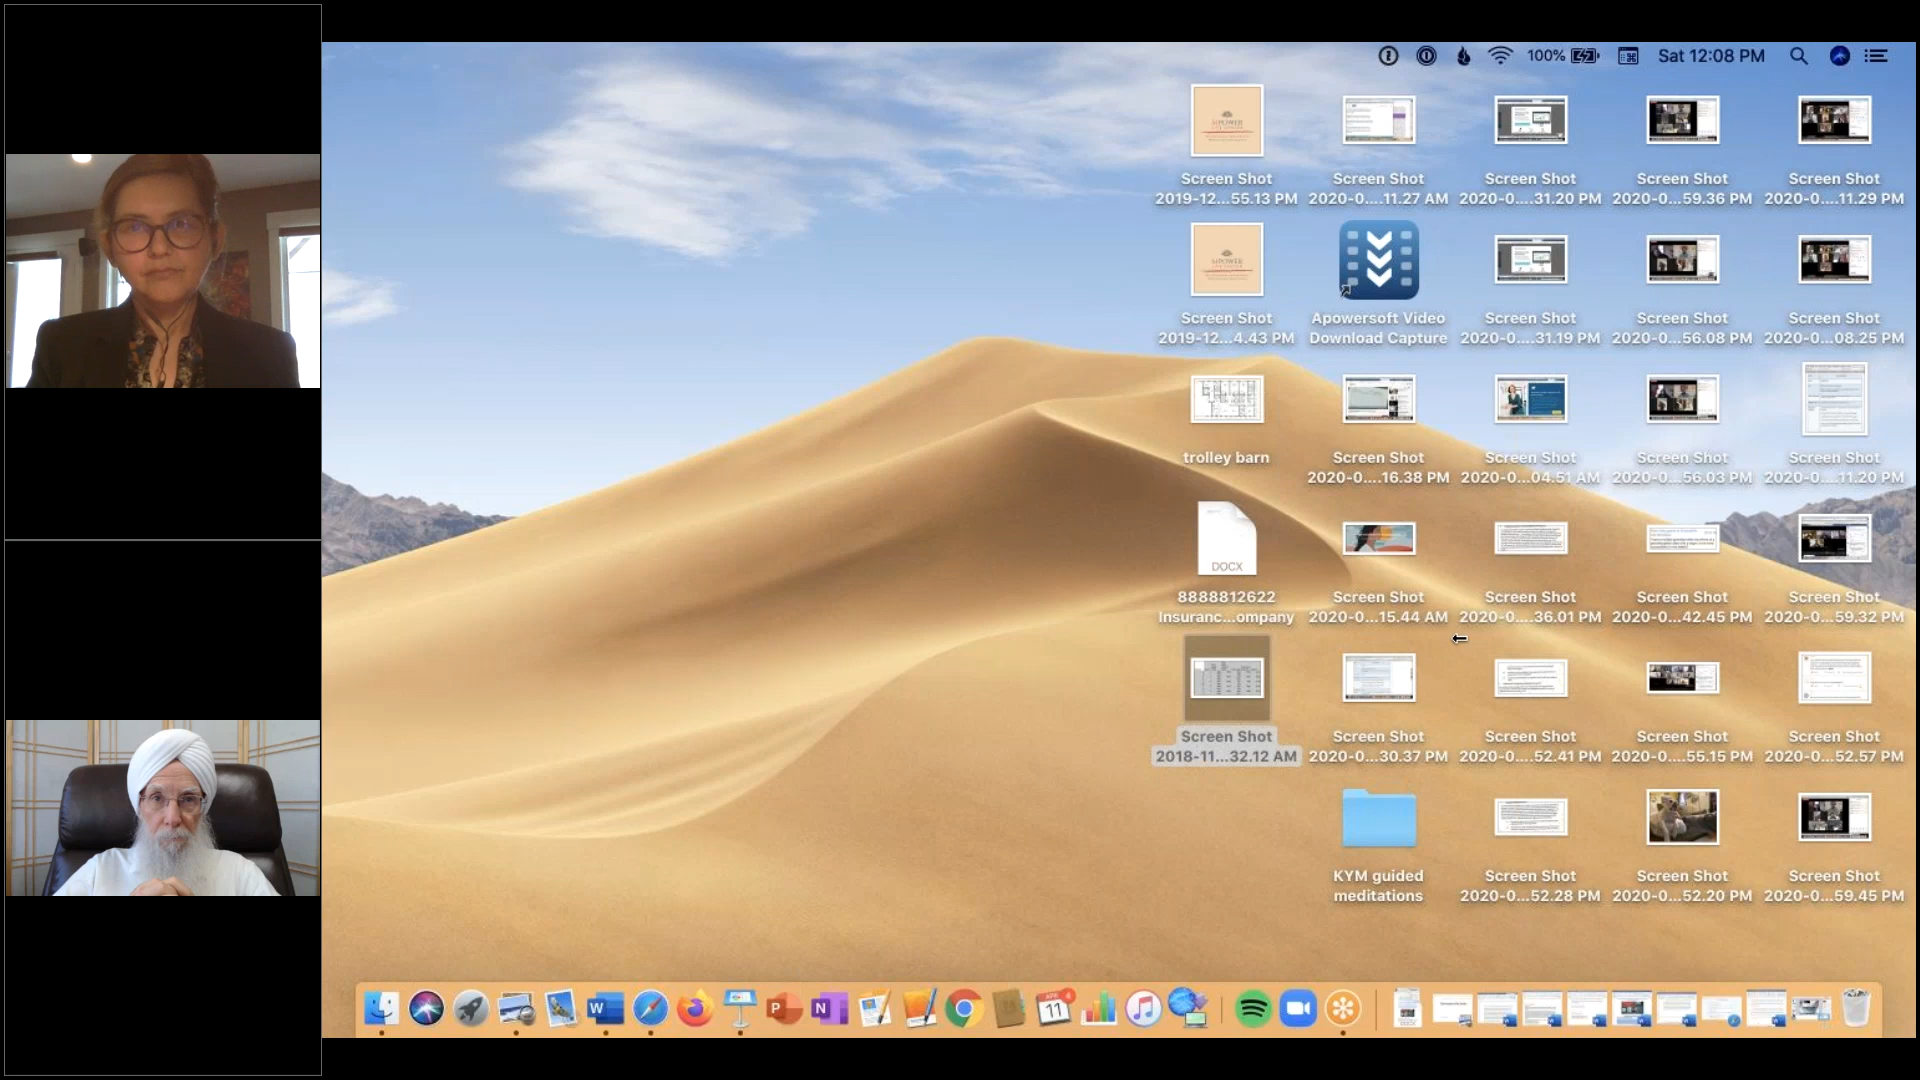 100%
Sat 12:08 PM
Screen Shot
2019-12...55.13 PM
Screen Shot
2020-0....11.27 AM
Screen Shot
2020-0....31.20 PM
Screen Shot
2020-0...59.36 PM
Screen Shot
2020-0....11.29 PM
Screen Shot
2019-12...4.43 PM
Apowersoft Video
Download Capture
Screen Shot
2020-0....31.19 PM
Screen Shot
2020-0...56.08 PM
Screen Shot
2020-0....08.25 PM
trolley barn
Screen Shot
2020-0....16.38 PM
Screen Shot
2020-0...04.51 AM
Screen Shot
2020-0...56.03 PM
Screen Shot
2020-0....11.20 PM
DOCX
8888812622
Insuranc...ompany
Screen Shot
2020-0...15.44 AM
Screen Shot
2020-0....36.01 PM
Screen Shot
2020-0...42.45 PM
Screen Shot
2020-0...59.32 PM
Screen Shot
2018-11...32.12 AM
Screen Shot
2020-0...30.37 PM
Screen Shot
2020-0....52.41 PM
Screen Shot
2020-0....55.15 PM
Screen Shot
2020-0...52.57 PM
KYM guided
meditations
Screen Shot
2020-0...52.28 PM
Screen Shot
2020-0...52.20 PM
Screen Shot
2020-0...59.45 PM
W
P
N
APR
11